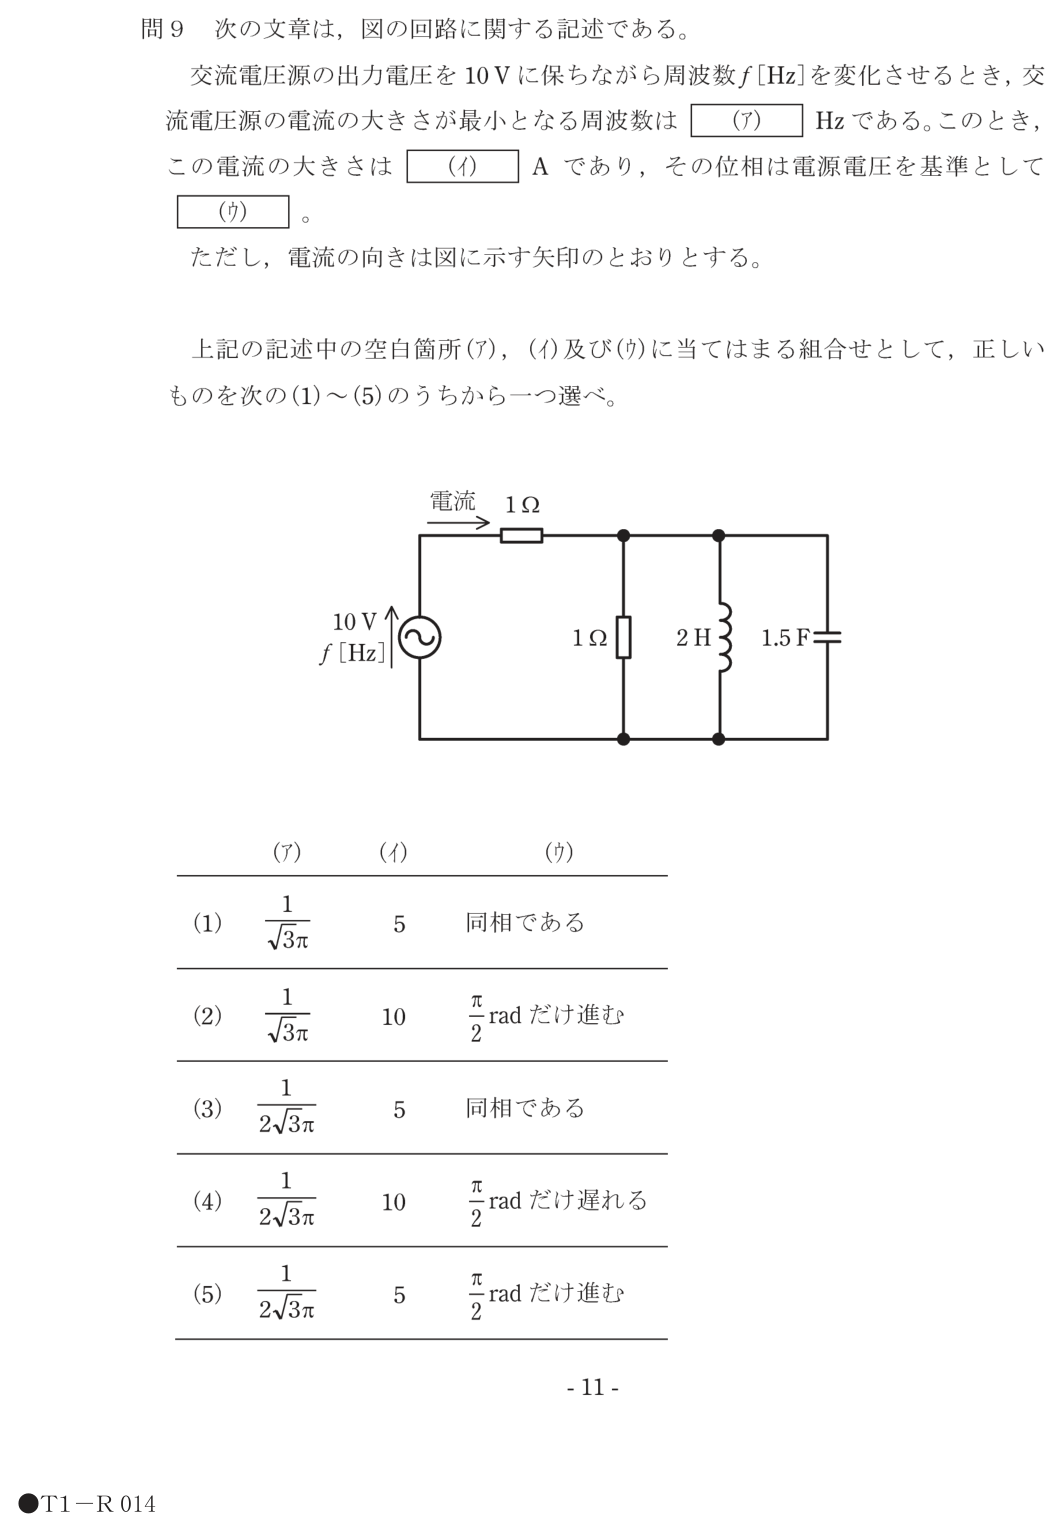 問９　次の文章は，図の回路に関する記述である。
交流電圧源の出力電圧を 10 V に保ちながら周波数 f [Hz] を変化させるとき，交
流電圧源の電流の大きさが最小となる周波数は (ア) Hz である。このとき，
この電流の大きさは (イ) A であり，その位相は電源電圧を基準として
(ウ) 。
ただし，電流の向きは図に示す矢印のとおりとする。
上記の記述中の空白箇所(ア)，(イ)及び(ウ)に当てはまる組合せとして，正しい
ものを次の(1)～(5)のうちから一つ選べ。
電流 1 Ω
10 V
f [Hz]
1 Ω 2 H 1.5 F
(ア) (イ) (ウ)
(1) 1/(√3π) 5 同相である
(2) 1/(√3π) 10 π/2 rad だけ進む
(3) 1/(2√3π) 5 同相である
(4) 1/(2√3π) 10 π/2 rad だけ遅れる
(5) 1/(2√3π) 5 π/2 rad だけ進む
- 11 -
●T1－R 014